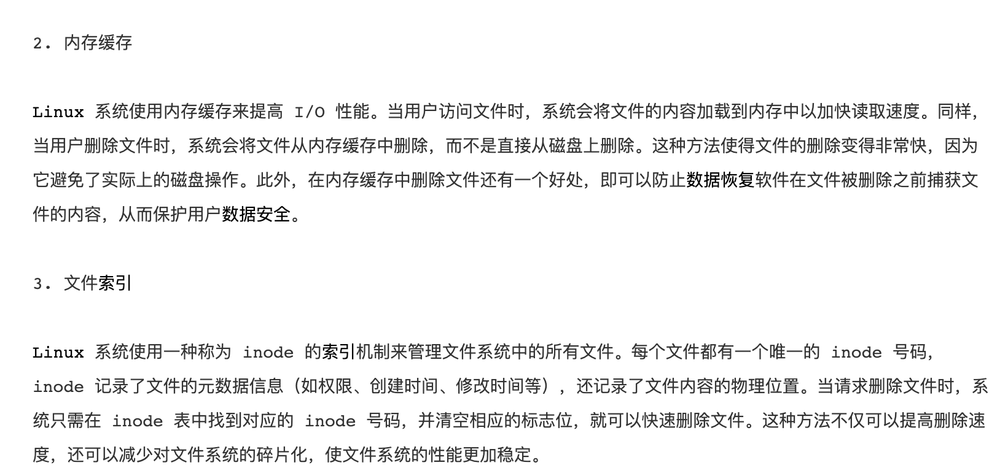 2. 内存缓存
Linux 系统使用内存缓存来提高 I/O 性能。当用户访问文件时，系统会将文件的内容加载到内存中以加快读取速度。同样，
当用户删除文件时，系统会将文件从内存缓存中删除，而不是直接从磁盘上删除。这种方法使得文件的删除变得非常快，因为
它避免了实际上的磁盘操作。此外，在内存缓存中删除文件还有一个好处，即可以防止数据恢复软件在文件被删除之前捕获文
件的内容，从而保护用户数据安全。
3. 文件索引
Linux 系统使用一种称为 inode 的索引机制来管理文件系统中的所有文件。每个文件都有一个唯一的 inode 号码，
inode 记录了文件的元数据信息（如权限、创建时间、修改时间等），还记录了文件内容的物理位置。当请求删除文件时，系
统只需在 inode 表中找到对应的 inode 号码，并清空相应的标志位，就可以快速删除文件。这种方法不仅可以提高删除速
度，还可以减少对文件系统的碎片化，使文件系统的性能更加稳定。